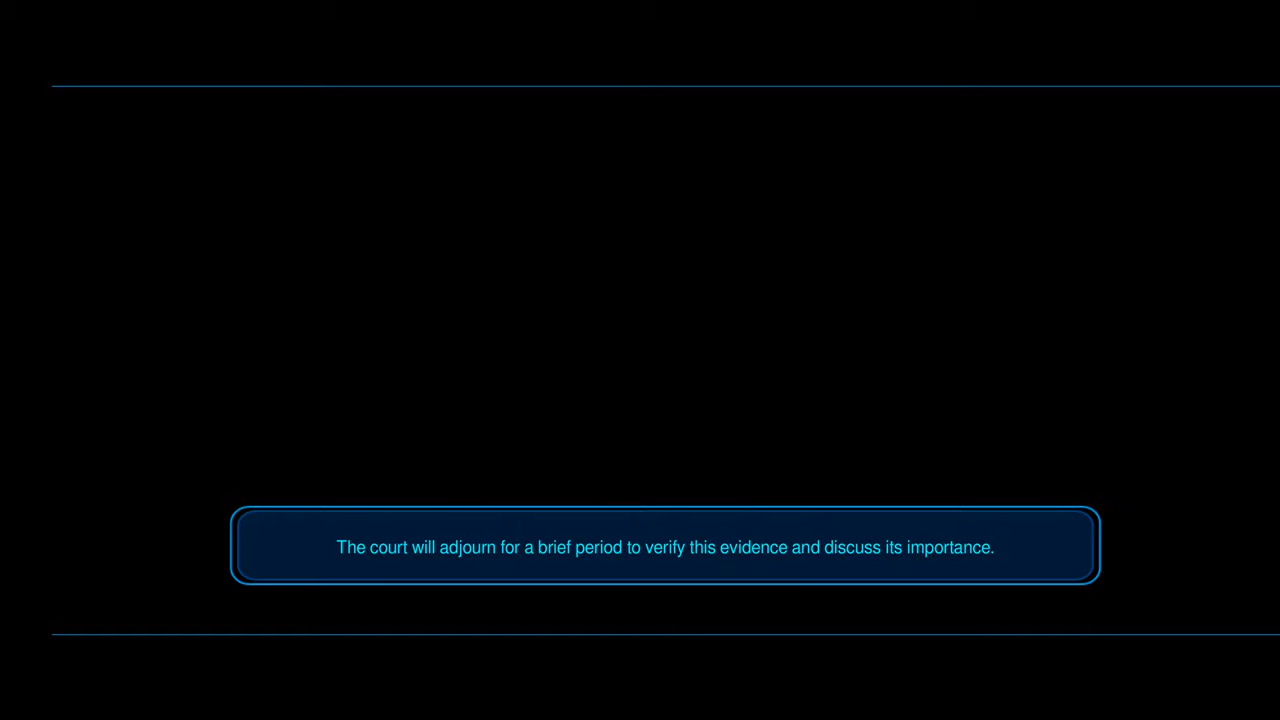 The court will adjourn for a brief period to verify this evidence and discuss its importance.